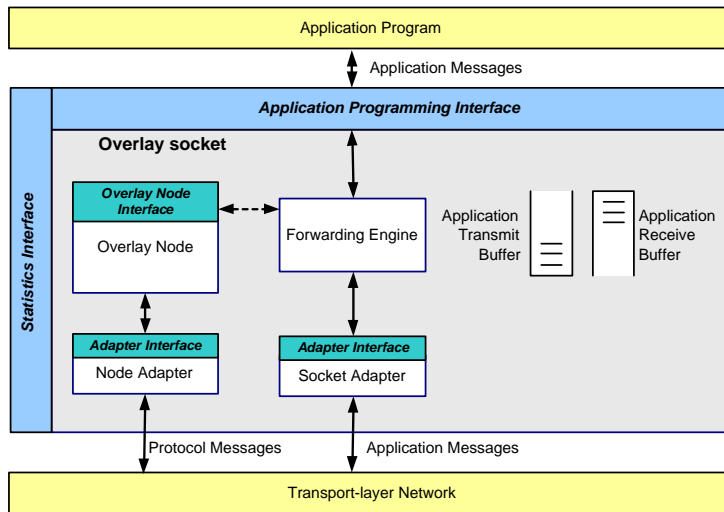 Application Program
Application Messages
Application Programming Interface
Statistics Interface
Overlay socket
Overlay Node
Interface
Overlay Node
Forwarding Engine
Application
Transmit
Buffer
Application
Receive
Buffer
Adapter Interface
Node Adapter
Adapter Interface
Socket Adapter
Protocol Messages
Application Messages
Transport-layer Network